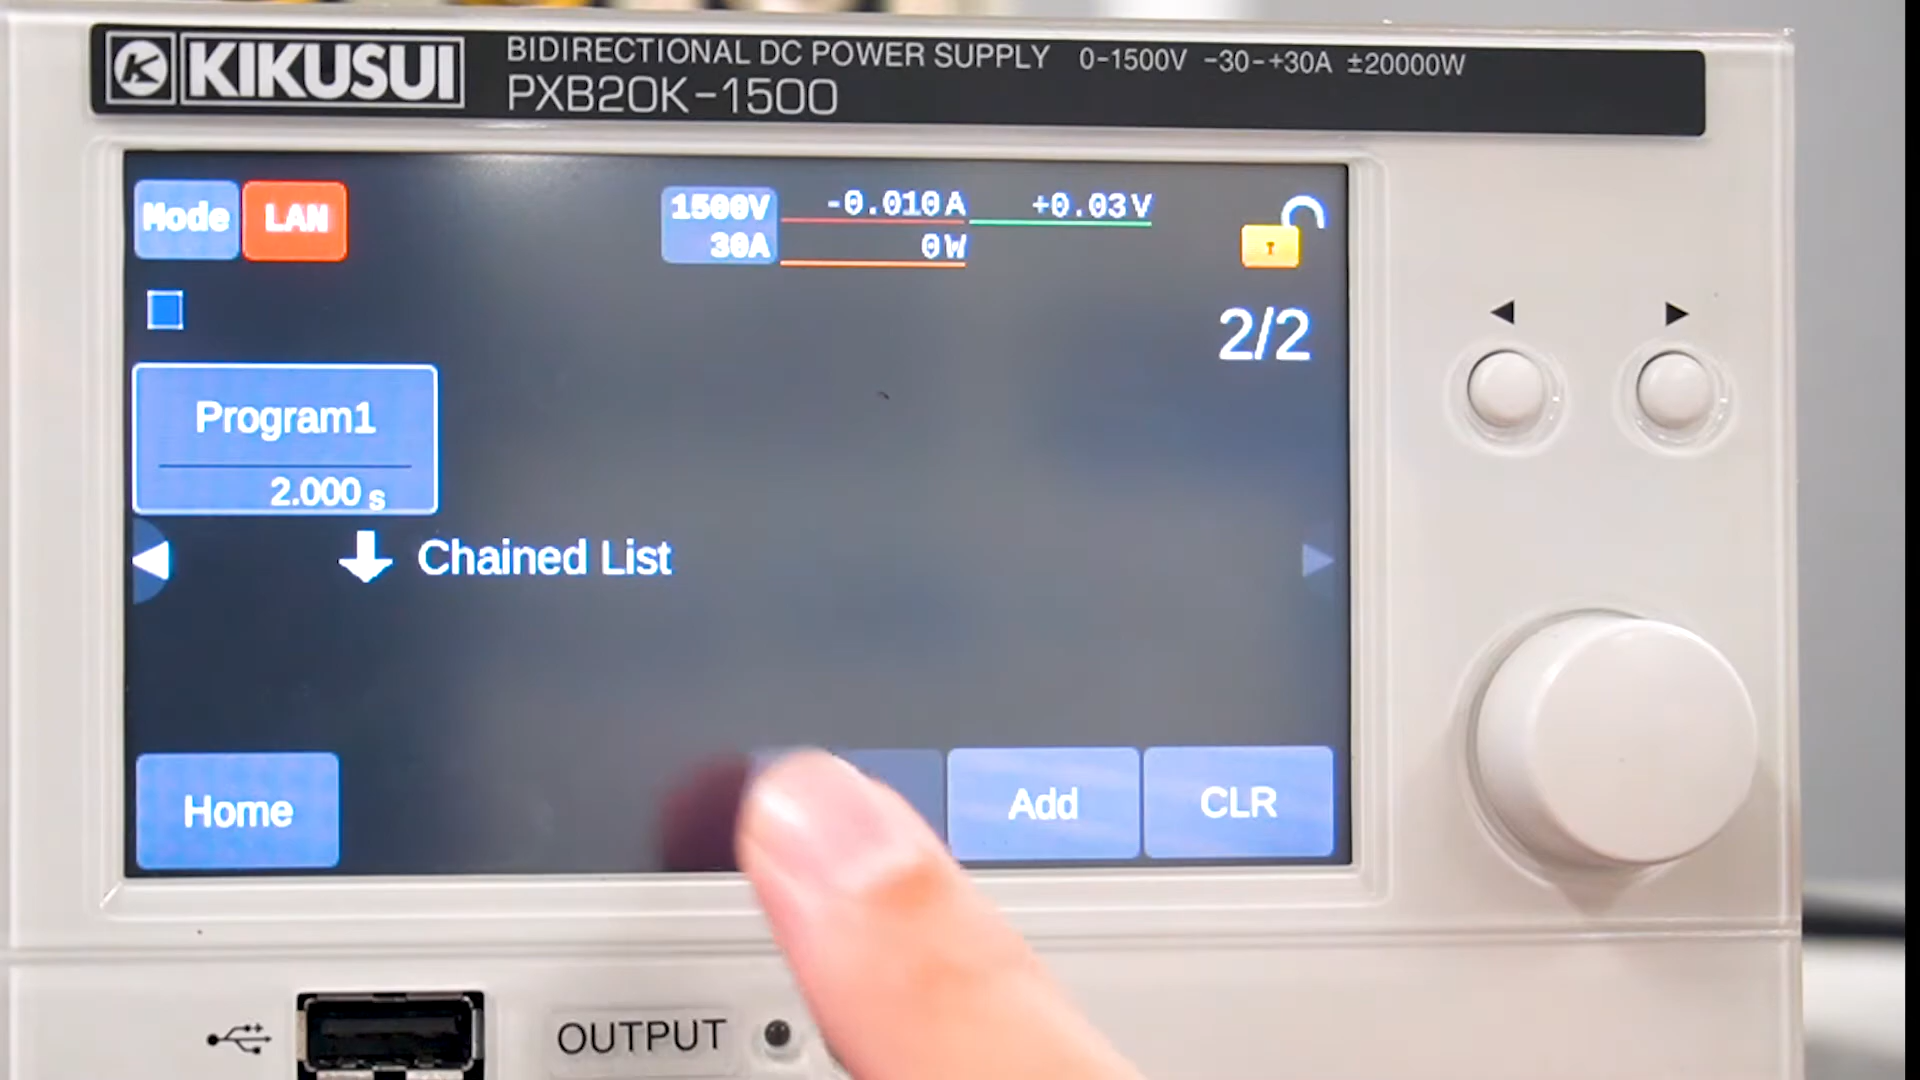 KIKUSUI
BIDIRECTIONAL DC POWER SUPPLY 0-1500V -30-+30A ±20000W
PXB20K-1500
Mode LAN
1500V -0.010A +0.03V
30A 0W
2/2
Program1
2.000 s
Chained List
Home Add CLR
OUTPUT